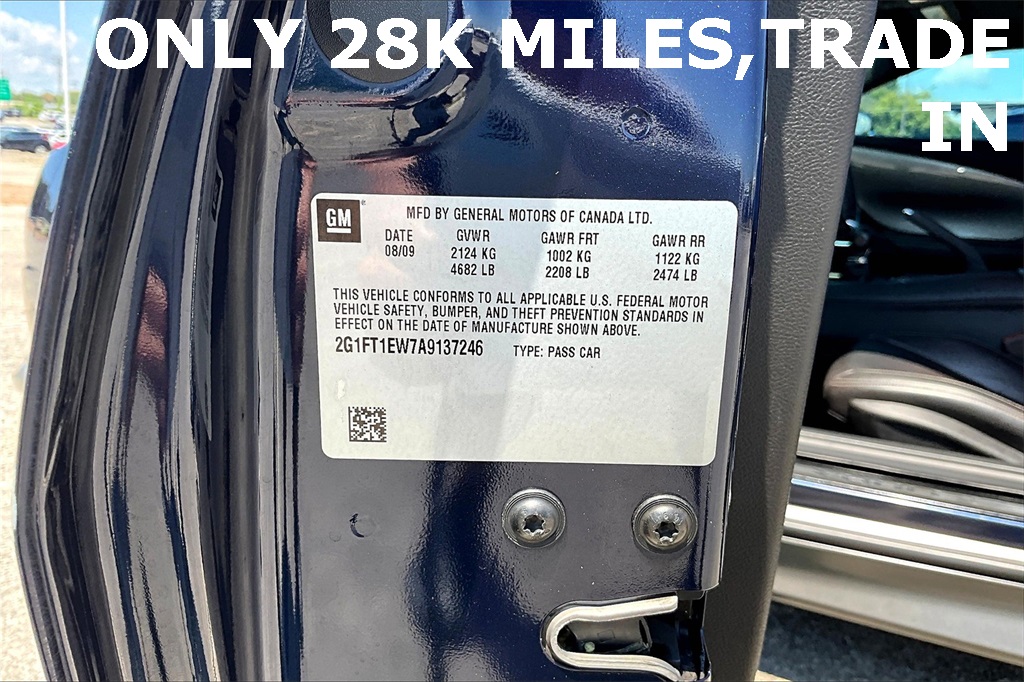 ONLY 28K MILES,TRADE
IN
GM
MFD BY GENERAL MOTORS OF CANADA LTD.
DATE GVWR GAWR FRT GAWR RR
08/09 2124 KG 1002 KG 1122 KG
4682 LB 2208 LB 2474 LB
THIS VEHICLE CONFORMS TO ALL APPLICABLE U.S. FEDERAL MOTOR
VEHICLE SAFETY, BUMPER, AND THEFT PREVENTION STANDARDS IN
EFFECT ON THE DATE OF MANUFACTURE SHOWN ABOVE.
2G1FT1EW7A9137246 TYPE: PASS CAR